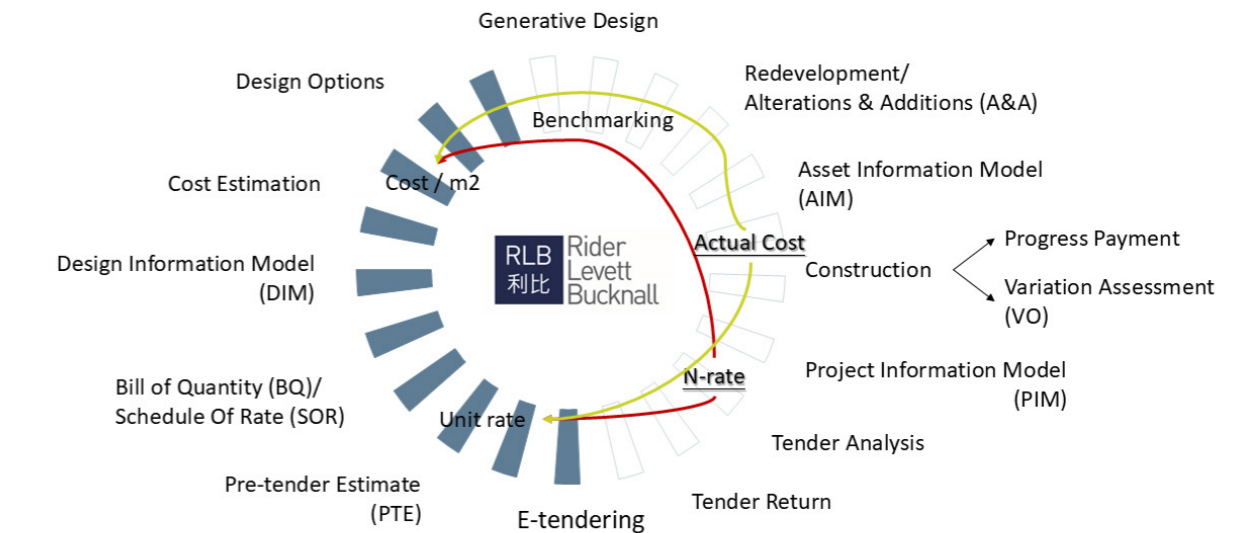 Generative Design
Design Options
Redevelopment/
Alterations & Additions (A&A)
Benchmarking
Cost Estimation
Cost / m2
Asset Information Model
(AIM)
Actual Cost
RLB
利比
Rider
Levett
Bucknall
Design Information Model
(DIM)
Construction
Progress Payment
Variation Assessment
(VO)
N-rate
Project Information Model
(PIM)
Bill of Quantity (BQ)/
Schedule Of Rate (SOR)
Unit rate
Tender Analysis
Pre-tender Estimate
(PTE)
E-tendering
Tender Return